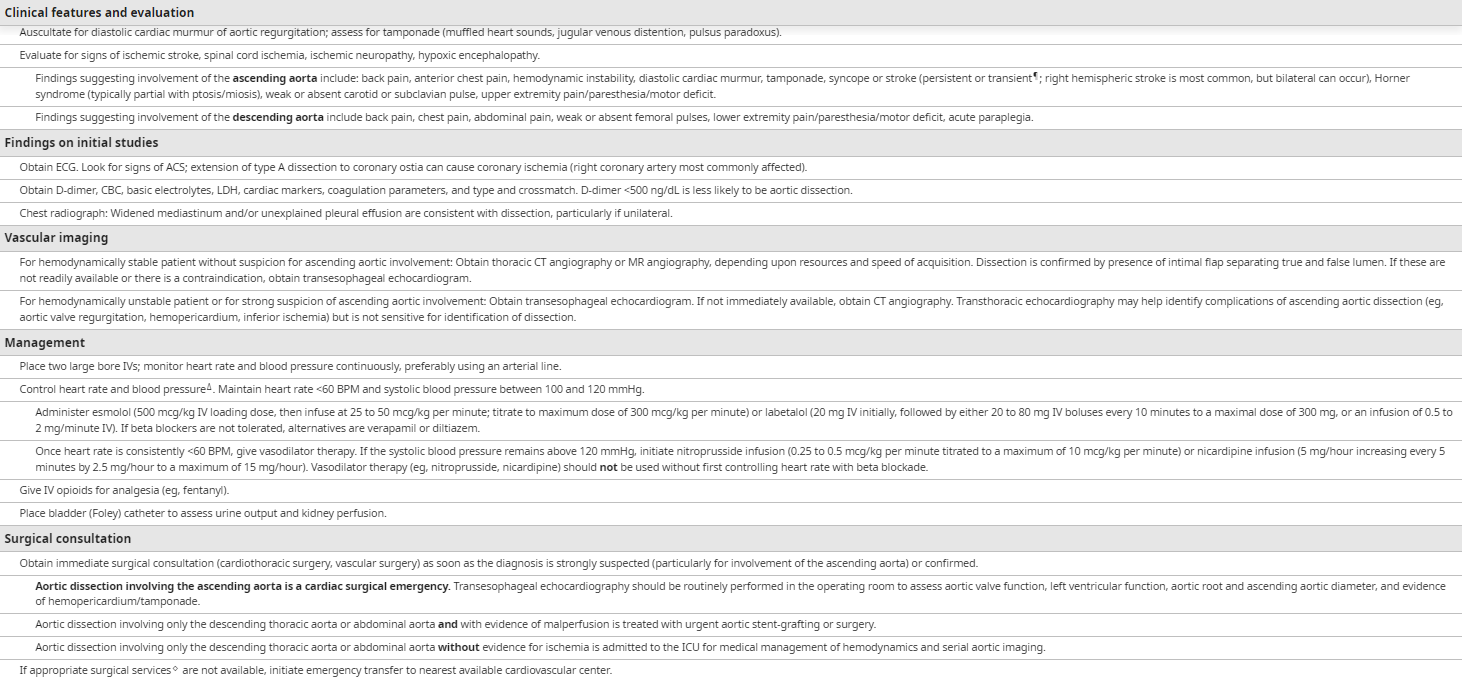 Clinical features and evaluation
Auscultate for diastolic cardiac murmur of aortic regurgitation; assess for tamponade (muffled heart sounds, jugular venous distention, pulsus paradoxus).
Evaluate for signs of ischemic stroke, spinal cord ischemia, ischemic neuropathy, hypoxic encephalopathy.
Findings suggesting involvement of the ascending aorta include: back pain, anterior chest pain, hemodynamic instability, diastolic cardiac murmur, tamponade, syncope or stroke (persistent or transient¶; right hemispheric stroke is most common, but bilateral can occur), Horner
syndrome (typically partial with ptosis/miosis), weak or absent carotid or subclavian pulse, upper extremity pain/paresthesia/motor deficit.
Findings suggesting involvement of the descending aorta include back pain, chest pain, abdominal pain, weak or absent femoral pulses, lower extremity pain/paresthesia/motor deficit, acute paraplegia.
Findings on initial studies
Obtain ECG. Look for signs of ACS; extension of type A dissection to coronary ostia can cause coronary ischemia (right coronary artery most commonly affected).
Obtain D-dimer, CBC, basic electrolytes, LDH, cardiac markers, coagulation parameters, and type and crossmatch. D-dimer <500 ng/dL is less likely to be aortic dissection.
Chest radiograph: Widened mediastinum and/or unexplained pleural effusion are consistent with dissection, particularly if unilateral.
Vascular imaging
For hemodynamically stable patient without suspicion for ascending aortic involvement: Obtain thoracic CT angiography or MR angiography, depending upon resources and speed of acquisition. Dissection is confirmed by presence of intimal flap separating true and false lumen. If these are
not readily available or there is a contraindication, obtain transesophageal echocardiogram.
For hemodynamically unstable patient or for strong suspicion of ascending aortic involvement: Obtain transesophageal echocardiogram. If not immediately available, obtain CT angiography. Transthoracic echocardiography may help identify complications of ascending aortic dissection (eg,
aortic valve regurgitation, hemopericardium, inferior ischemia) but is not sensitive for identification of dissection.
Management
Place two large bore IVs; monitor heart rate and blood pressure continuously, preferably using an arterial line.
Control heart rate and blood pressureΔ. Maintain heart rate <60 BPM and systolic blood pressure between 100 and 120 mmHg.
Administer esmolol (500 mcg/kg IV loading dose, then infuse at 25 to 50 mcg/kg per minute; titrate to maximum dose of 300 mcg/kg per minute) or labetalol (20 mg IV initially, followed by either 20 to 80 mg IV boluses every 10 minutes to a maximal dose of 300 mg, or an infusion of 0.5 to
2 mg/minute IV). If beta blockers are not tolerated, alternatives are verapamil or diltiazem.
Once heart rate is consistently <60 BPM, give vasodilator therapy. If the systolic blood pressure remains above 120 mmHg, initiate nitroprusside infusion (0.25 to 0.5 mcg/kg per minute titrated to a maximum of 10 mcg/kg per minute) or nicardipine infusion (5 mg/hour increasing every 5
minutes by 2.5 mg/hour to a maximum of 15 mg/hour). Vasodilator therapy (eg, nitroprusside, nicardipine) should not be used without first controlling heart rate with beta blockade.
Give IV opioids for analgesia (eg, fentanyl).
Place bladder (Foley) catheter to assess urine output and kidney perfusion.
Surgical consultation
Obtain immediate surgical consultation (cardiothoracic surgery, vascular surgery) as soon as the diagnosis is strongly suspected (particularly for involvement of the ascending aorta) or confirmed.
Aortic dissection involving the ascending aorta is a cardiac surgical emergency. Transesophageal echocardiography should be routinely performed in the operating room to assess aortic valve function, left ventricular function, aortic root and ascending aortic diameter, and evidence
of hemopericardium/tamponade.
Aortic dissection involving only the descending thoracic aorta or abdominal aorta and with evidence of malperfusion is treated with urgent aortic stent-grafting or surgery.
Aortic dissection involving only the descending thoracic aorta or abdominal aorta without evidence for ischemia is admitted to the ICU for medical management of hemodynamics and serial aortic imaging.
If appropriate surgical services◇ are not available, initiate emergency transfer to nearest available cardiovascular center.